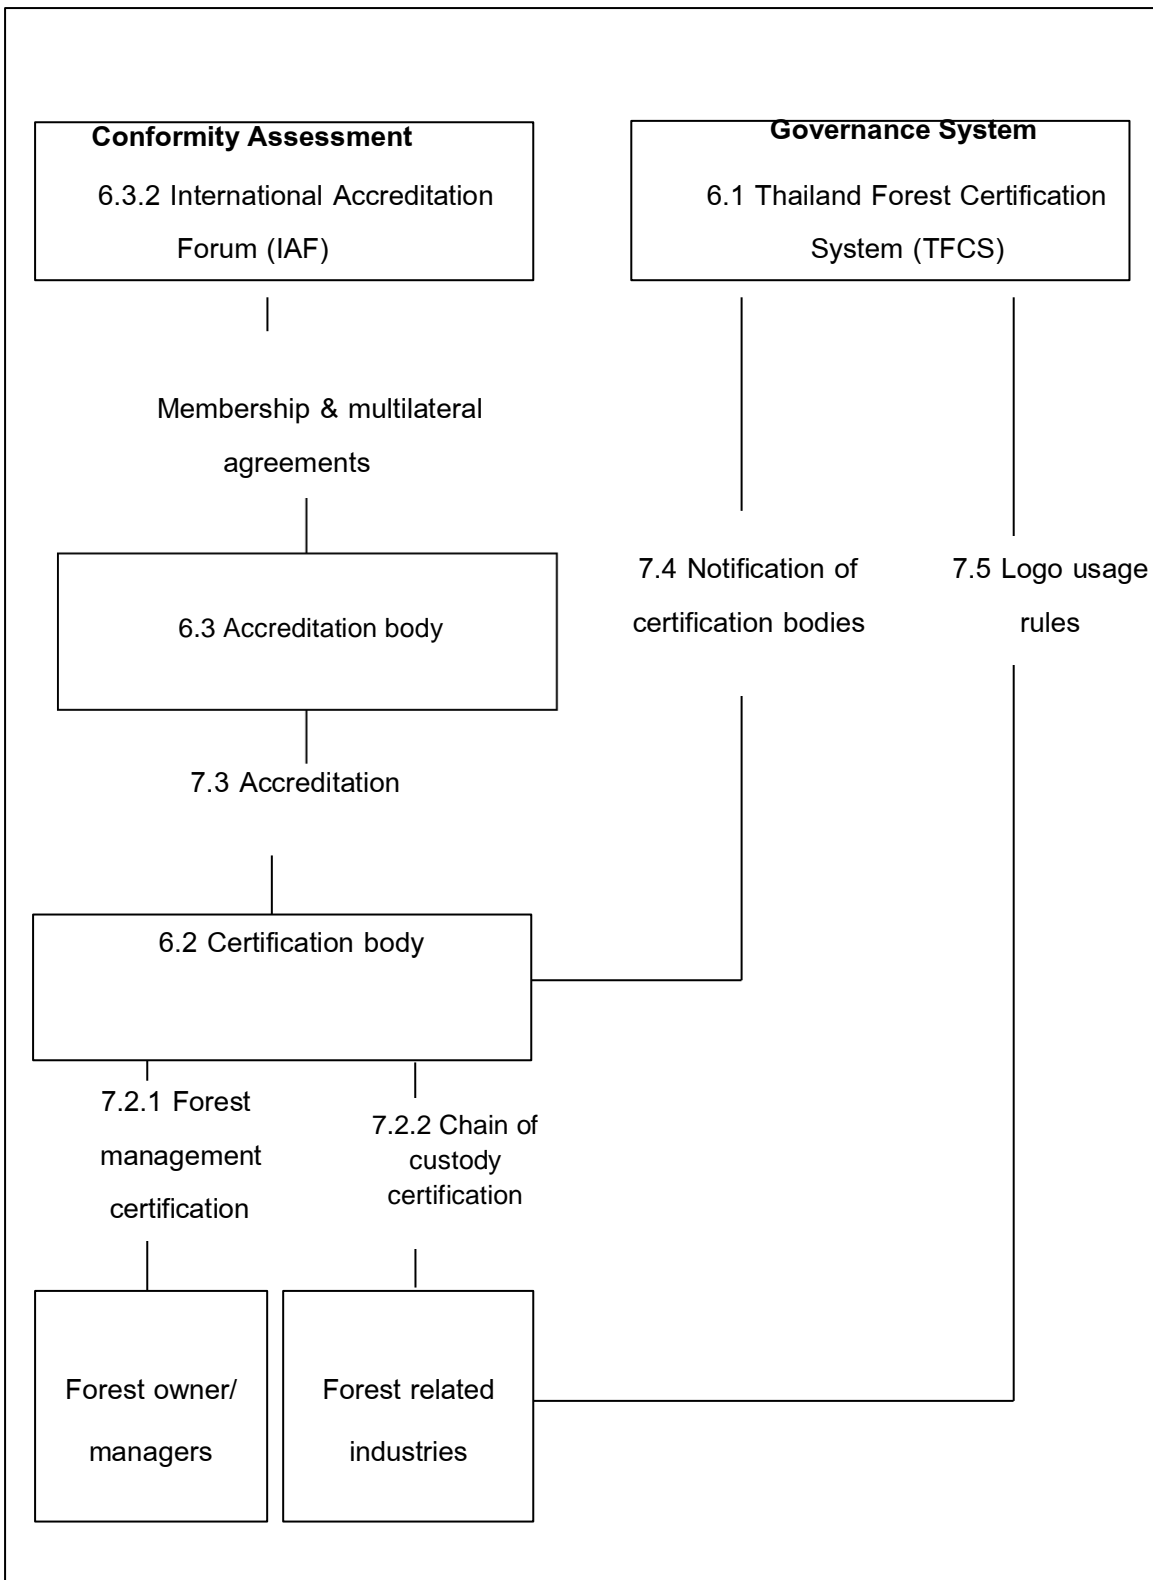 Conformity Assessment
6.3.2 International Accreditation
Forum (IAF)
Governance System
6.1 Thailand Forest Certification
System (TFCS)
Membership & multilateral
agreements
6.3 Accreditation body
7.4 Notification of
certification bodies
7.5 Logo usage
rules
7.3 Accreditation
6.2 Certification body
7.2.1 Forest
management
certification
7.2.2 Chain of
custody
certification
Forest owner/
managers
Forest related
industries